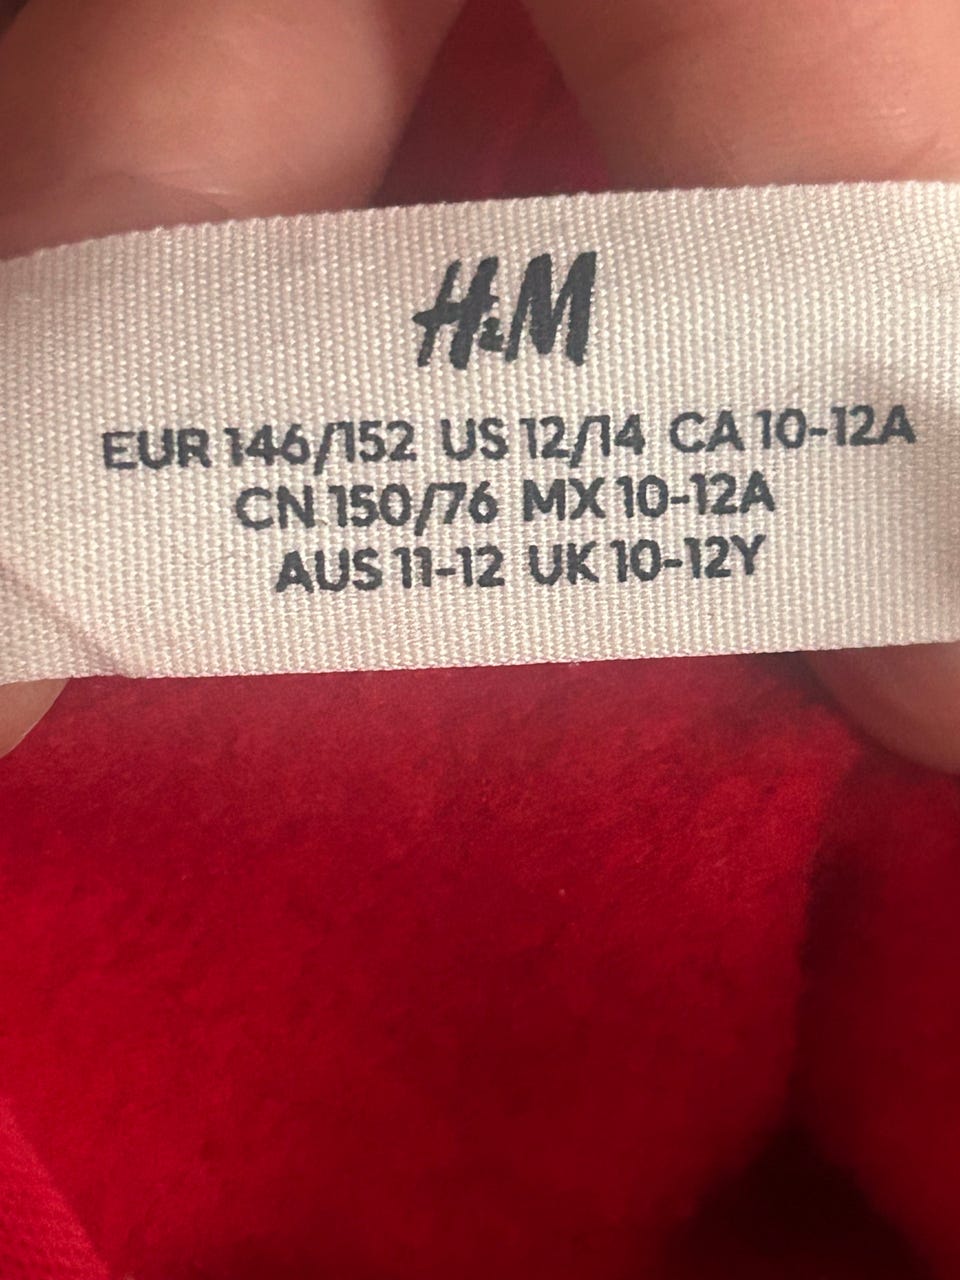 H&M
EUR 146/152 US 12/14 CA 10-12A
CN 150/76 MX 10-12A
AUS 11-12 UK 10-12Y